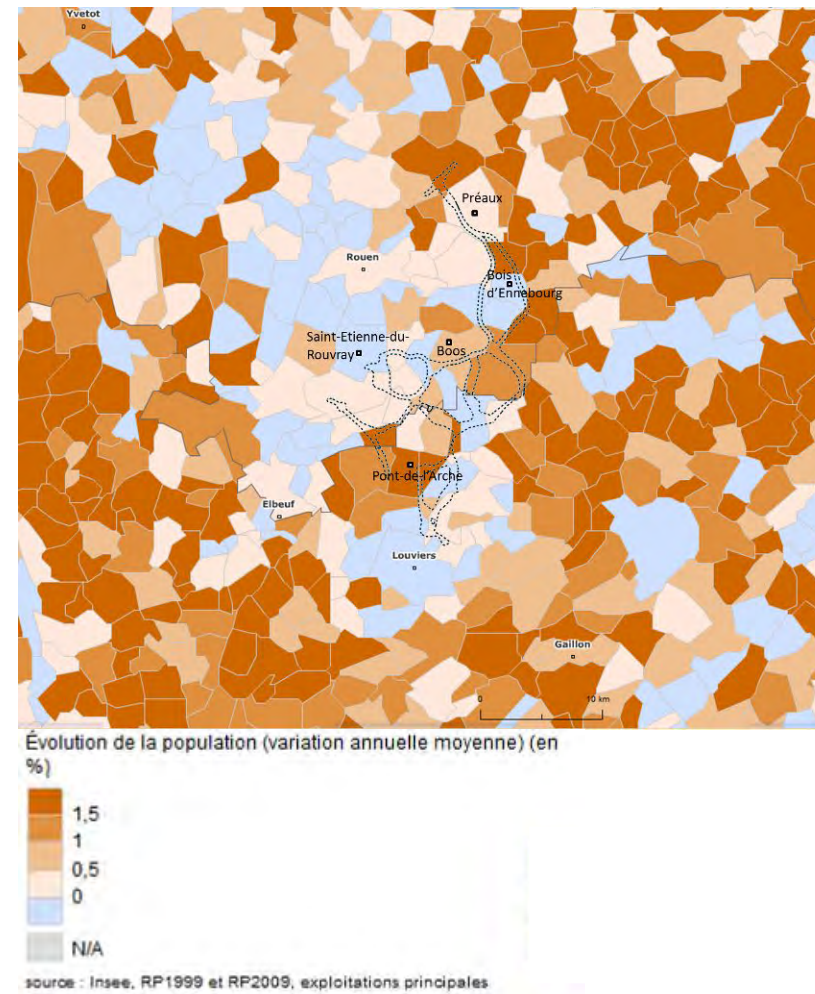 Yvetot
Préaux
Rouen
Bois
d'Ennebourg
Saint-Etienne-du-
Rouvray
Boos
Pont-de-l'Arche
Elbeuf
Louviers
Gaillon
0 10 km
Évolution de la population (variation annuelle moyenne) (en
%)
1,5
1
0,5
0
N/A
source : Insee, RP1999 et RP2009, exploitations principales